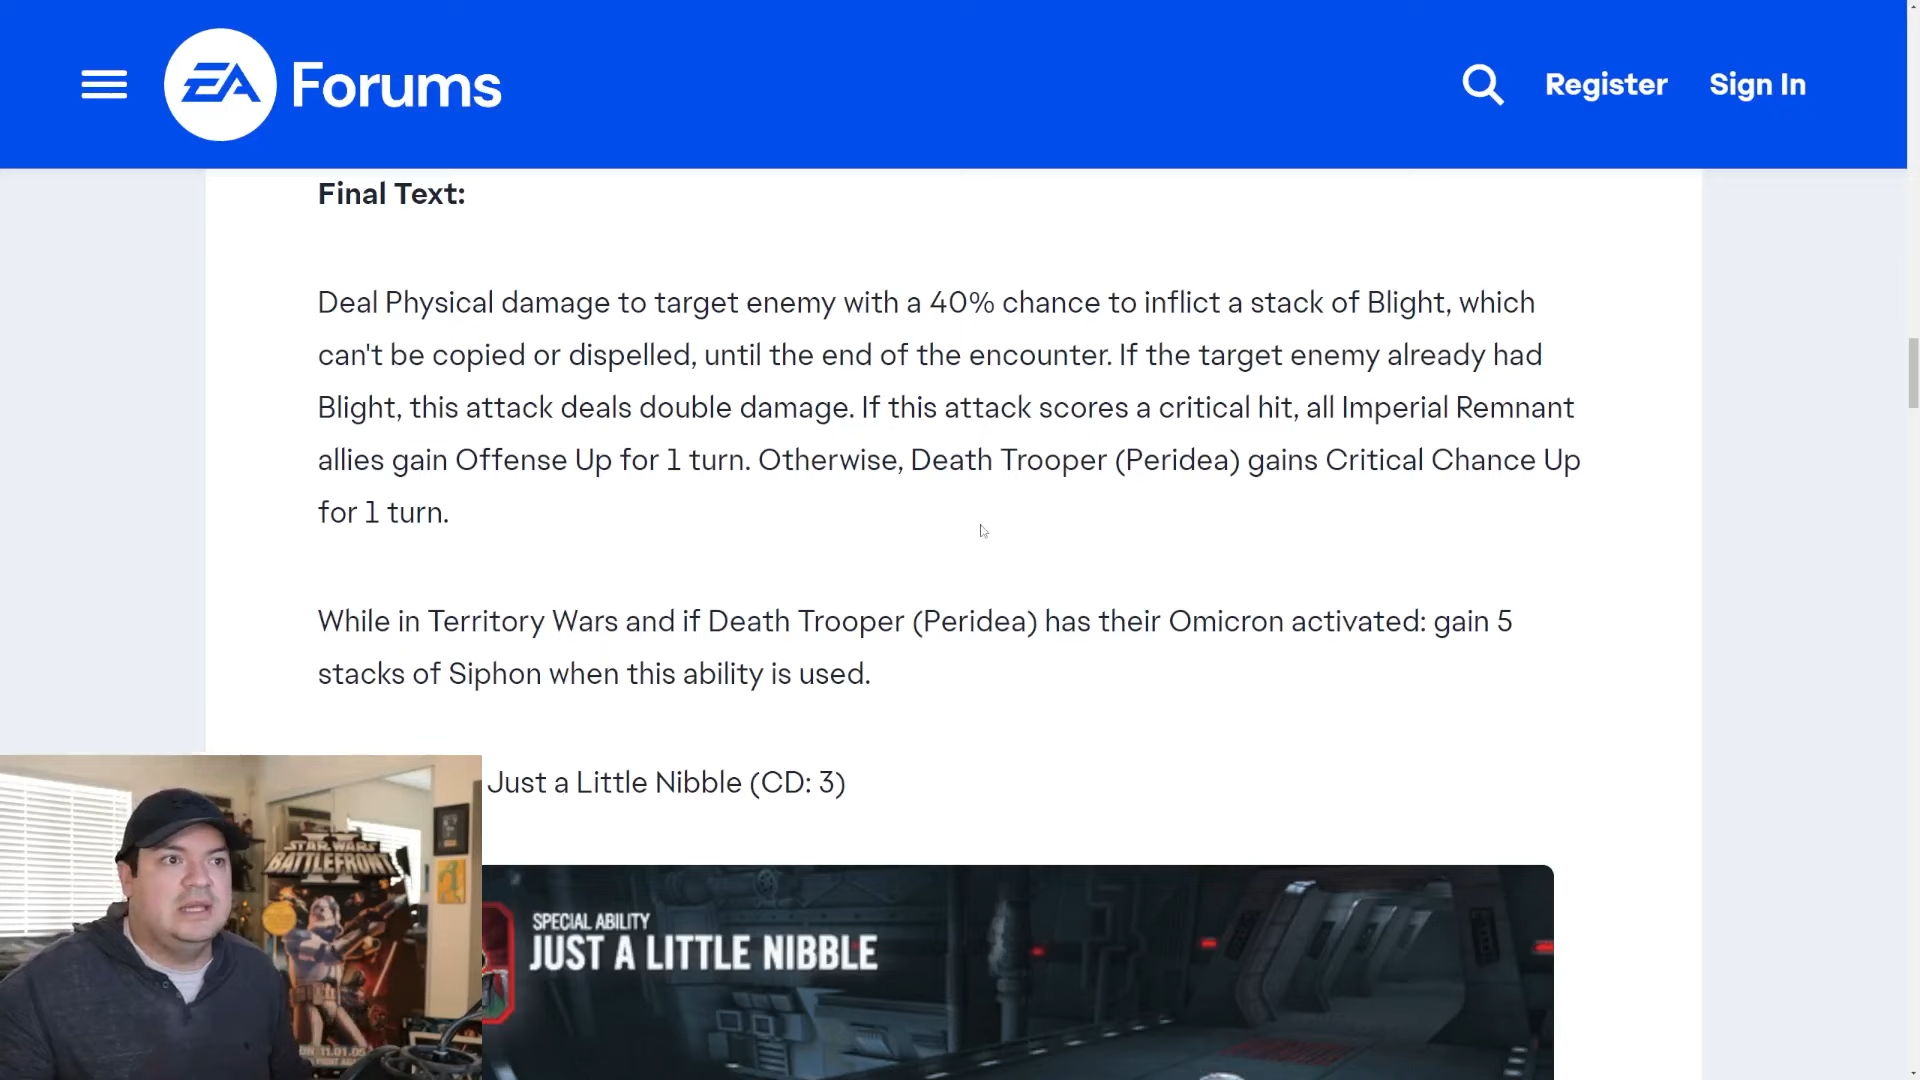 EA Forums
Register
Sign In
Final Text:
Deal Physical damage to target enemy with a 40% chance to inflict a stack of Blight, which
can't be copied or dispelled, until the end of the encounter. If the target enemy already had
Blight, this attack deals double damage. If this attack scores a critical hit, all Imperial Remnant
allies gain Offense Up for 1 turn. Otherwise, Death Trooper (Peridea) gains Critical Chance Up
for 1 turn.
While in Territory Wars and if Death Trooper (Peridea) has their Omicron activated: gain 5
stacks of Siphon when this ability is used.
Just a Little Nibble (CD: 3)
SPECIAL ABILITY
JUST A LITTLE NIBBLE
STAR WARS
BATTLEFRONT
ON 11.01.05